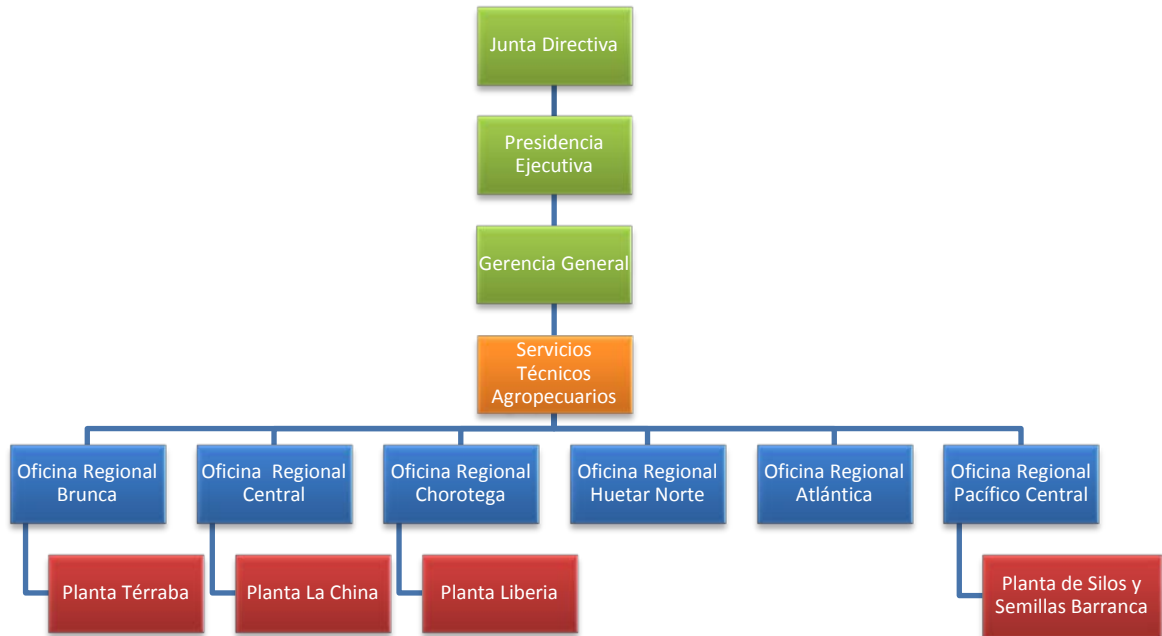 Junta Directiva
Presidencia
Ejecutiva
Gerencia General
Servicios
Técnicos
Agropecuarios
Oficina Regional
Brunca
Oficina  Regional
Central
Oficina Regional
Chorotega
Oficina Regional
Huetar Norte
Oficina Regional
Atlántica
Oficina Regional
Pacífico Central
Planta Térraba
Planta La China
Planta Liberia
Planta de Silos y
Semillas Barranca